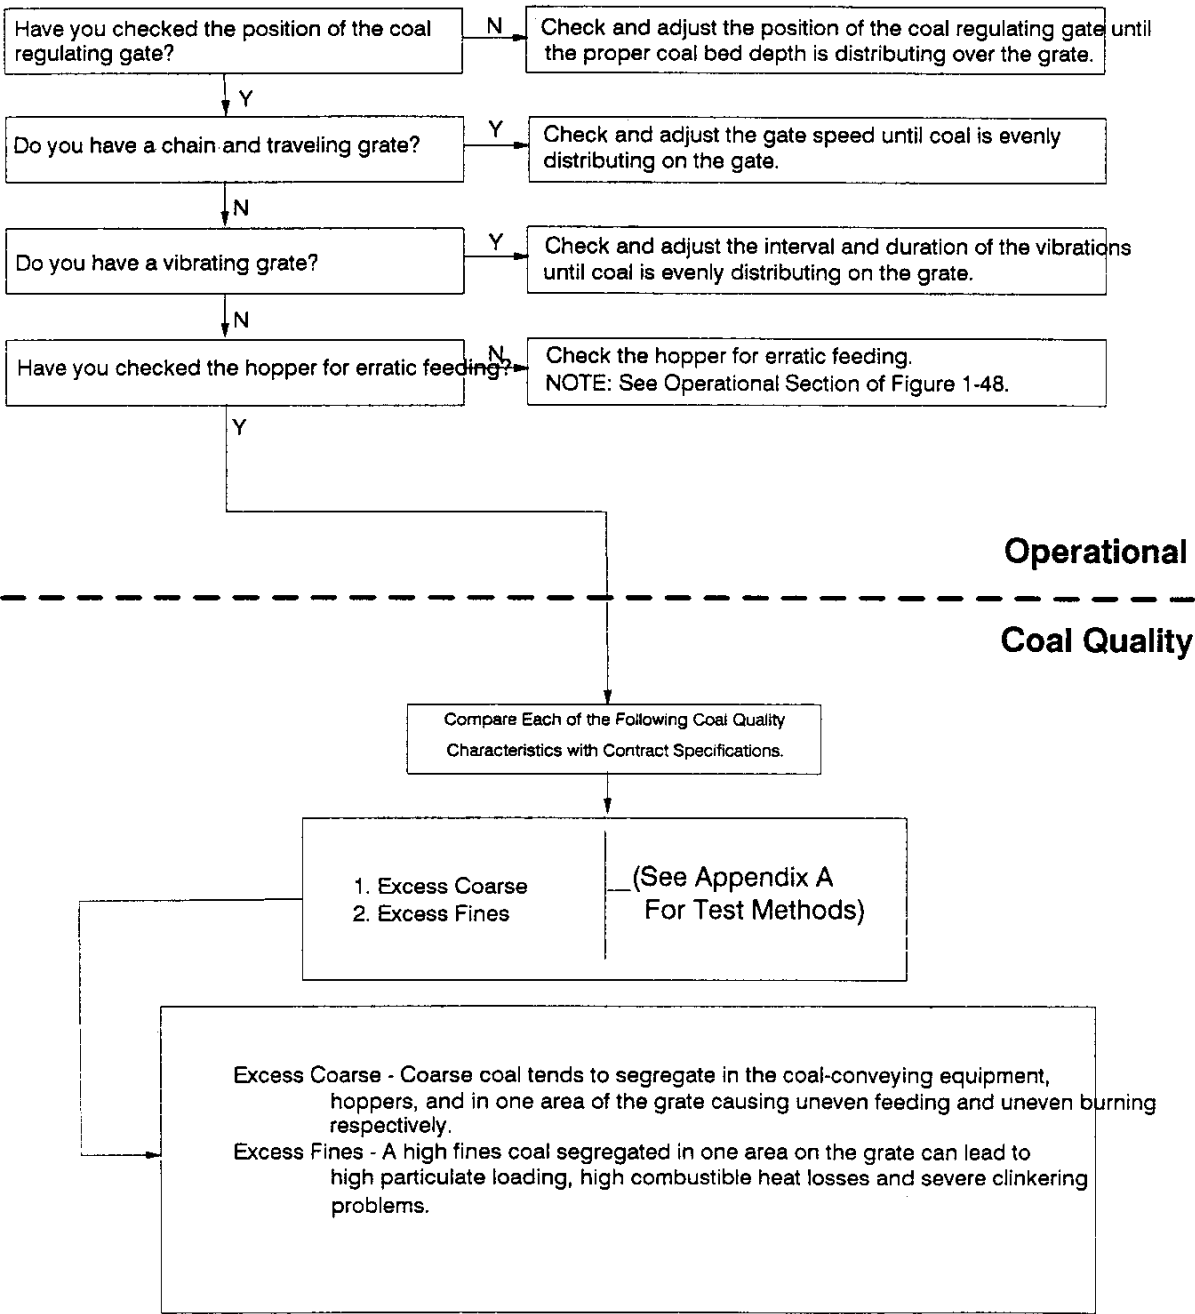 Have you checked the position of the coal
regulating gate?
N
Check and adjust the position of the coal regulating gate until
the proper coal bed depth is distributing over the grate.
Y
Do you have a chain and traveling grate?
Y
Check and adjust the gate speed until coal is evenly
distributing on the gate.
N
Do you have a vibrating grate?
Y
Check and adjust the interval and duration of the vibrations
until coal is evenly distributing on the grate.
N
Have you checked the hopper for erratic feeding?
N
Check the hopper for erratic feeding.
NOTE: See Operational Section of Figure 1-48.
Y
Operational
Coal Quality
Compare Each of the Following Coal Quality
Characteristics with Contract Specifications.
1. Excess Coarse
2. Excess Fines
(See Appendix A
For Test Methods)
Excess Coarse - Coarse coal tends to segregate in the coal-conveying equipment,
hoppers, and in one area of the grate causing uneven feeding and uneven burning
respectively.
Excess Fines - A high fines coal segregated in one area on the grate can lead to
high particulate loading, high combustible heat losses and severe clinkering
problems.